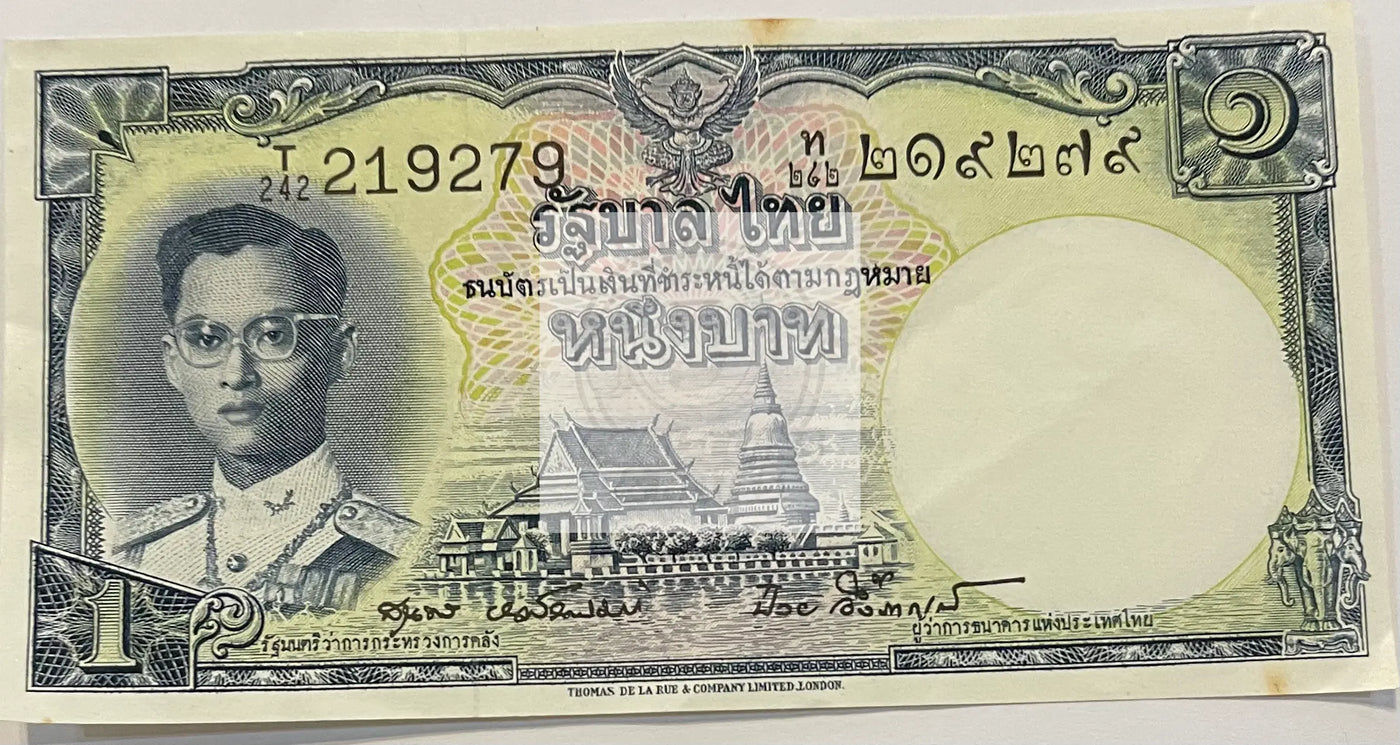 ๑
T
242 219279
ท
๒๔๒ ๒๑๙๒๗๙
รัฐบาลไทย
ธนบัตรเป็นเงินที่ชำระหนี้ได้ตามกฎหมาย
หนึ่งบาท
รัฐมนตรีว่าการกระทรวงการคลัง
ผู้ว่าการธนาคารแห่งประเทศไทย
1
THOMAS DE LA RUE & COMPANY LIMITED, LONDON.